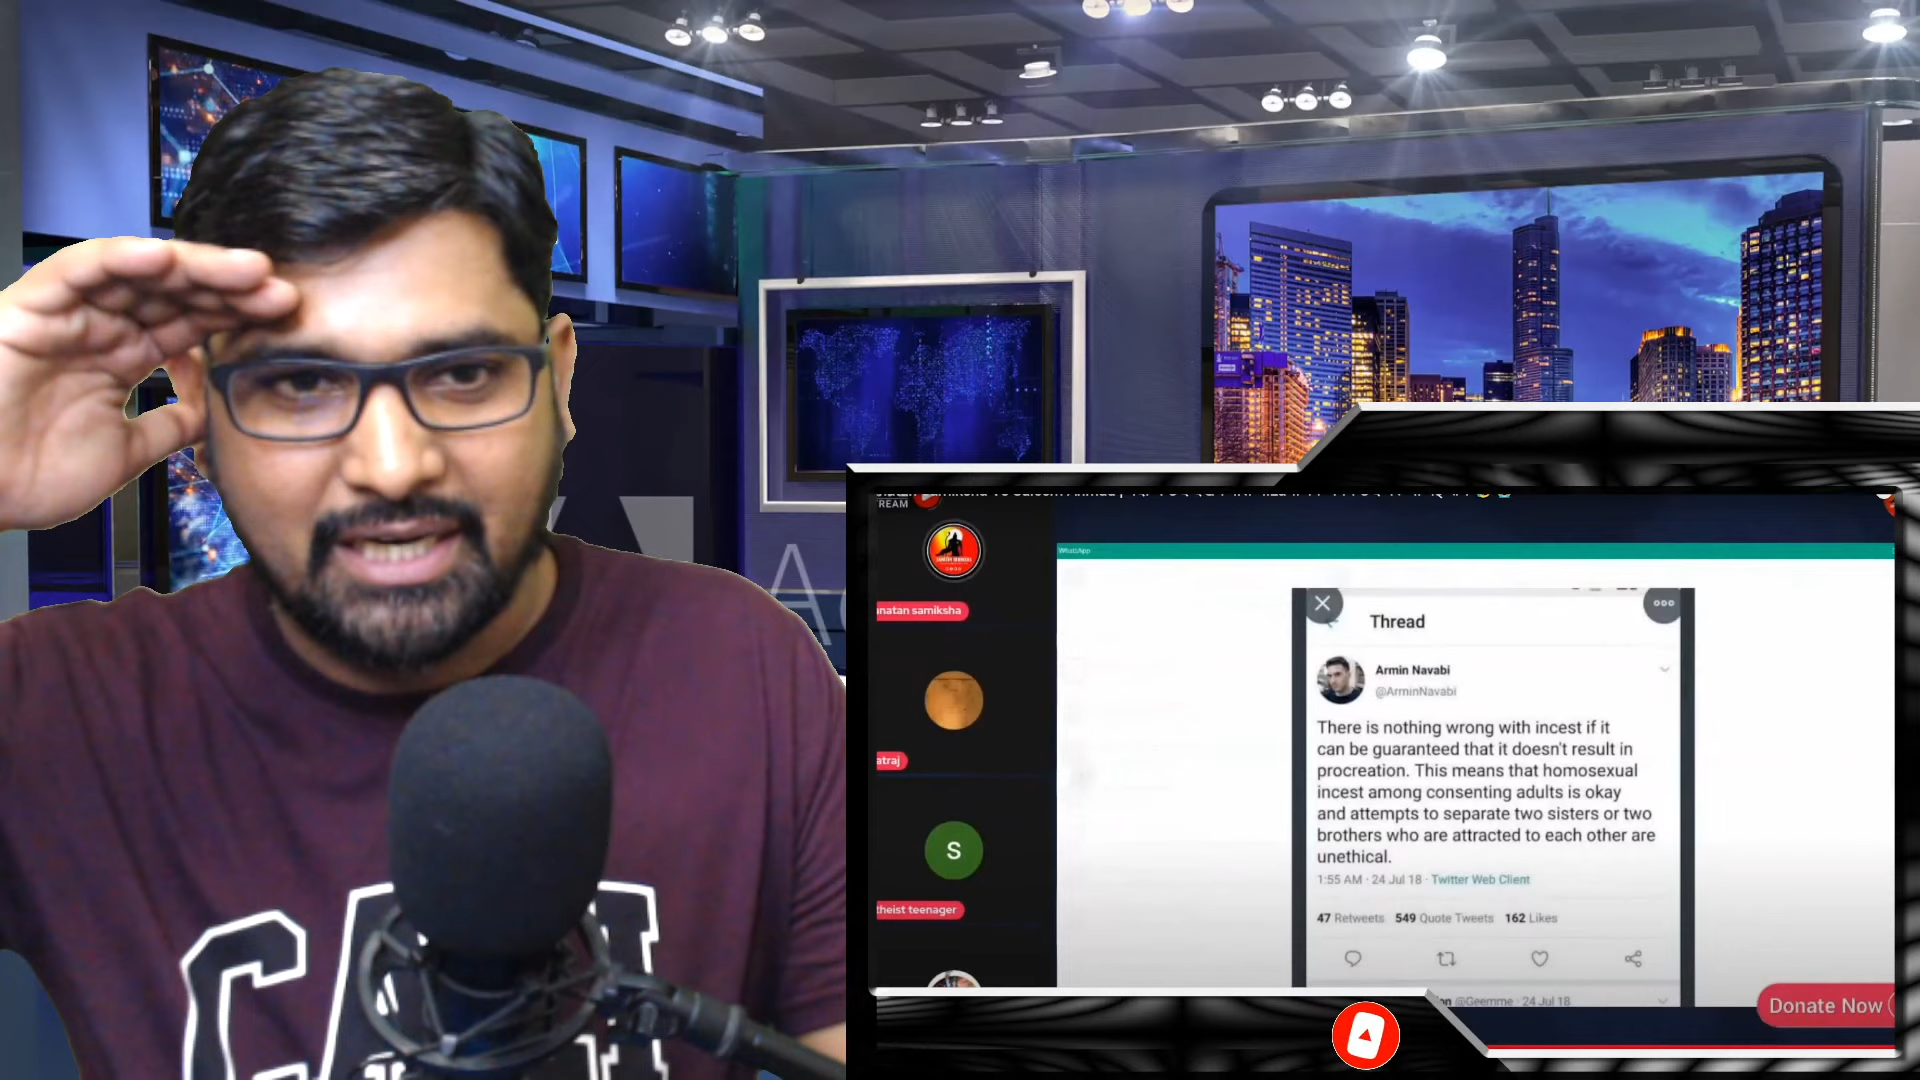 REAM
WhatsApp
natan samiksha
atraj
S
theist teenager
Thread
Armin Navabi
@ArminNavabi
There is nothing wrong with incest if it
can be guaranteed that it doesn't result in
procreation. This means that homosexual
incest among consenting adults is okay
and attempts to separate two sisters or two
brothers who are attracted to each other are
unethical.
1:55 AM · 24 Jul 18 · Twitter Web Client
47 Retweets 549 Quote Tweets 162 Likes
on @Geemme · 24 Jul 18
Donate Now